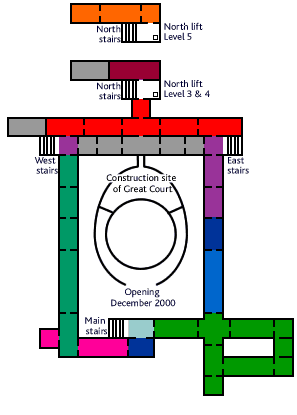 North
stairs
North lift
Level 5
North
stairs
North lift
Level 3 & 4
West
stairs
East
stairs
Construction site
of Great Court
Opening
December 2000
Main
stairs